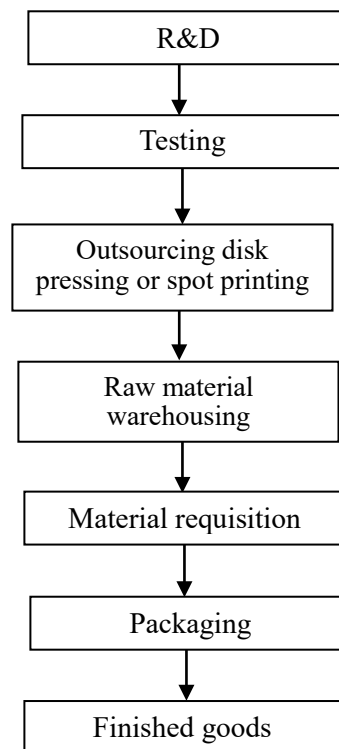 R&D
Testing
Outsourcing disk
pressing or spot printing
Raw material
warehousing
Material requisition
Packaging
Finished goods